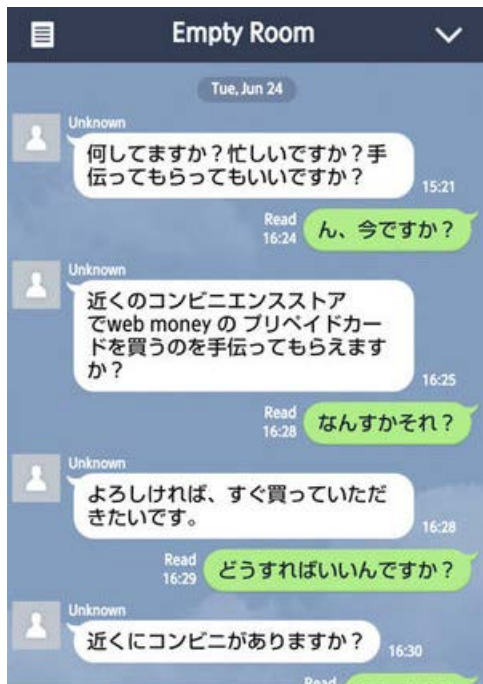 Empty Room
Tue, Jun 24
Unknown
何してますか？忙しいですか？手
伝ってもらってもいいですか？
15:21
Read
16:24
ん、今ですか？
Unknown
近くのコンビニエンスストア
でweb money の プリペイドカー
ドを買うのを手伝ってもらえます
か？
16:25
Read
16:28
なんすかそれ？
Unknown
よろしければ、すぐ買っていただ
きたいです。
16:28
Read
16:29
どうすればいいんですか？
Unknown
近くにコンビニがありますか？
16:30
Read